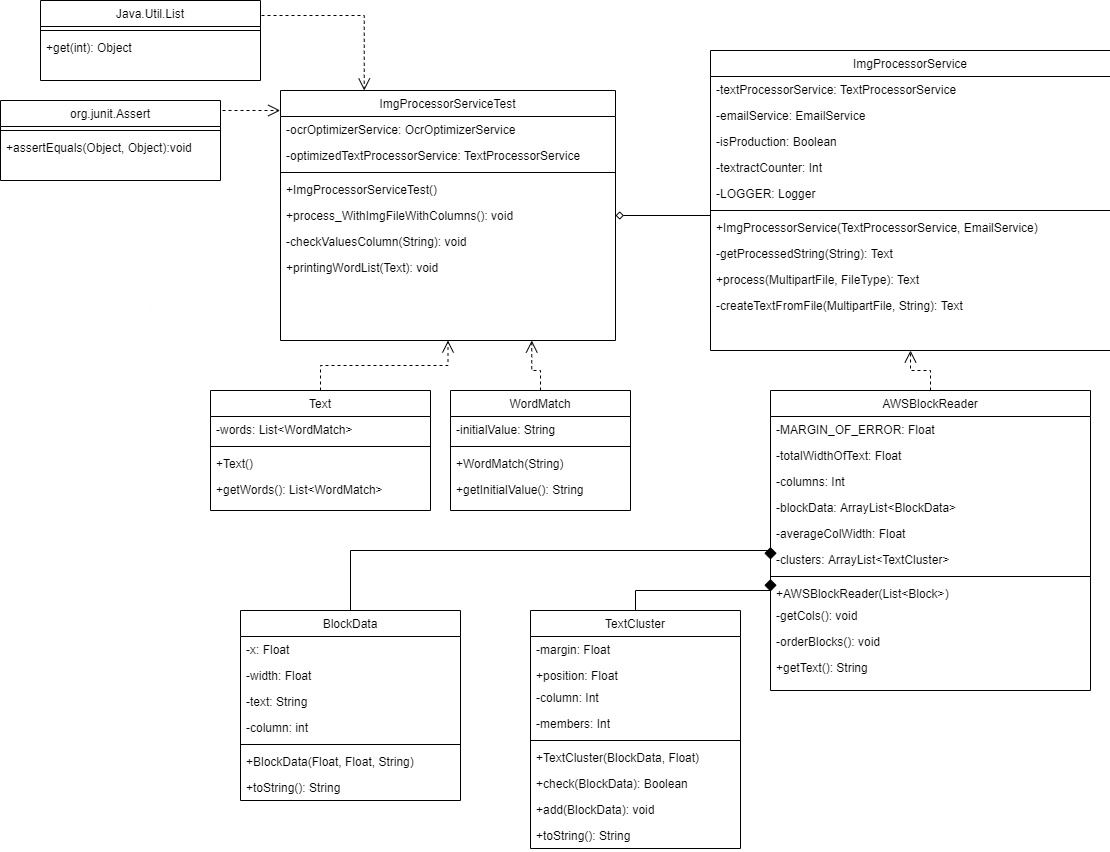 Java.Util.List
+get(int): Object
org.junit.Assert
+assertEquals(Object, Object):void
ImgProcessorServiceTest
-ocrOptimizerService: OcrOptimizerService
-optimizedTextProcessorService: TextProcessorService
+ImgProcessorServiceTest()
+process_WithImgFileWithColumns(): void
-checkValuesColumn(String): void
+printingWordList(Text): void
ImgProcessorService
-textProcessorService: TextProcessorService
-emailService: EmailService
-isProduction: Boolean
-textractCounter: Int
-LOGGER: Logger
+ImgProcessorService(TextProcessorService, EmailService)
-getProcessedString(String): Text
+process(MultipartFile, FileType): Text
-createTextFromFile(MultipartFile, String): Text
Text
-words: List<WordMatch>
+Text()
+getWords(): List<WordMatch>
WordMatch
-initialValue: String
+WordMatch(String)
+getInitialValue(): String
AWSBlockReader
-MARGIN_OF_ERROR: Float
-totalWidthOfText: Float
-columns: Int
-blockData: ArrayList<BlockData>
-averageColWidth: Float
-clusters: ArrayList<TextCluster>
+AWSBlockReader(List<Block>)
-getCols(): void
-orderBlocks(): void
+getText(): String
BlockData
-x: Float
-width: Float
-text: String
-column: int
+BlockData(Float, Float, String)
+toString(): String
TextCluster
-margin: Float
+position: Float
-column: Int
-members: Int
+TextCluster(BlockData, Float)
+check(BlockData): Boolean
+add(BlockData): void
+toString(): String